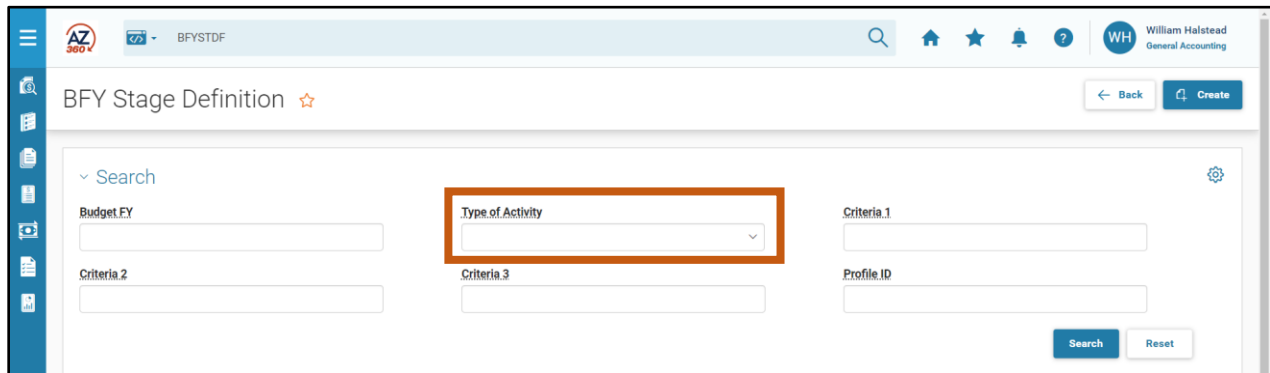 AZ
360
BFYSTDF
?
WH
William Halstead
General Accounting
BFY Stage Definition
Back
Create
Search
Budget FY
Type of Activity
Criteria 1
Criteria 2
Criteria 3
Profile ID
Search
Reset